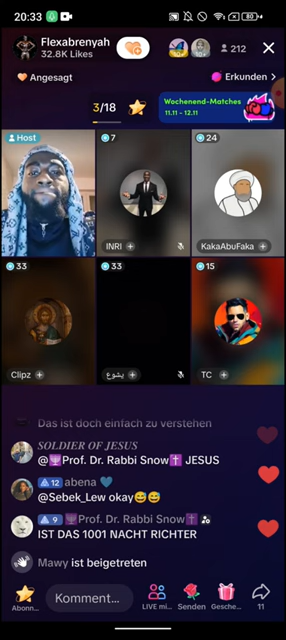 20:33
80
Flexabrenyah
32.8K Likes
212
Angesagt
Erkunden >
3/18
Wochenend-Matches
11.11 - 12.11
Host
7
24
INRI
KakaAbuFaka
33
33
15
Clipz
يشوع
TC
Das ist doch einfach zu verstehen
SOLDIER OF JESUS
@🕎Prof. Dr. Rabbi Snow✝️ JESUS
12 abena 💙
@Sebek_Lew okay😅😅
9 🕎Prof. Dr. Rabbi Snow✝️
IST DAS 1001 NACHT RICHTER
Mawy ist beigetreten
Abonn...
Kommen...
LIVE mi...
Senden
Gesche...
11